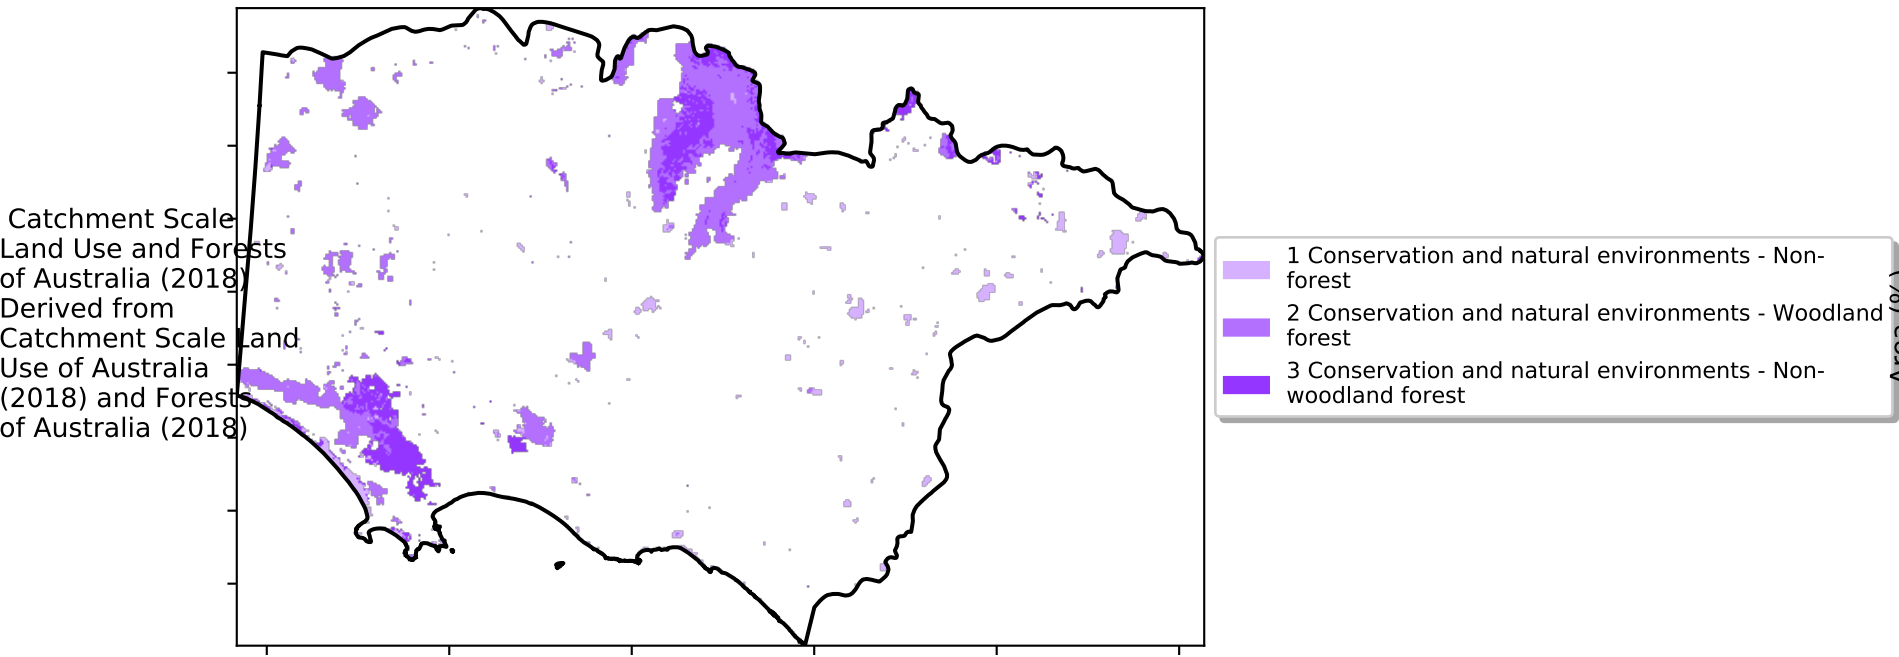 Catchment Scale
Land Use and Forests
of Australia (2018)
Derived from
Catchment Scale Land
Use of Australia
(2018) and Forests
of Australia (2018)
1 Conservation and natural environments - Non-
forest
2 Conservation and natural environments - Woodland
forest
3 Conservation and natural environments - Non-
woodland forest